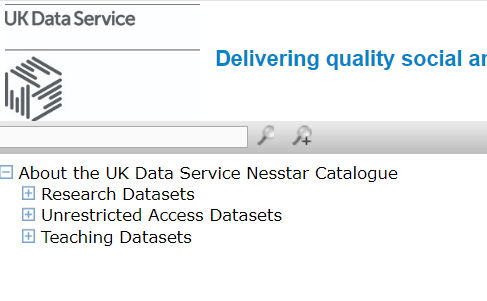 UK Data Service
Delivering quality social
About the UK Data Service Nesstar Catalogue
Research Datasets
Unrestricted Access Datasets
Teaching Datasets